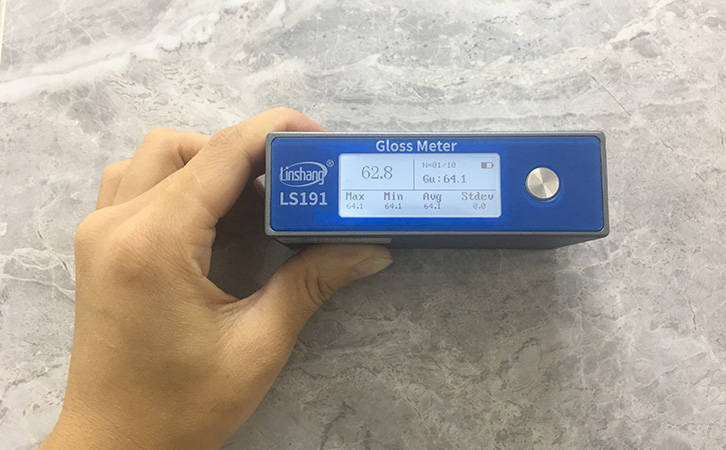 Gloss Meter
Linshang®
LS191
62.8
N=01/10
Gu:64.1
Max Min Avg Stdev
64.1 64.1 64.1 0.0